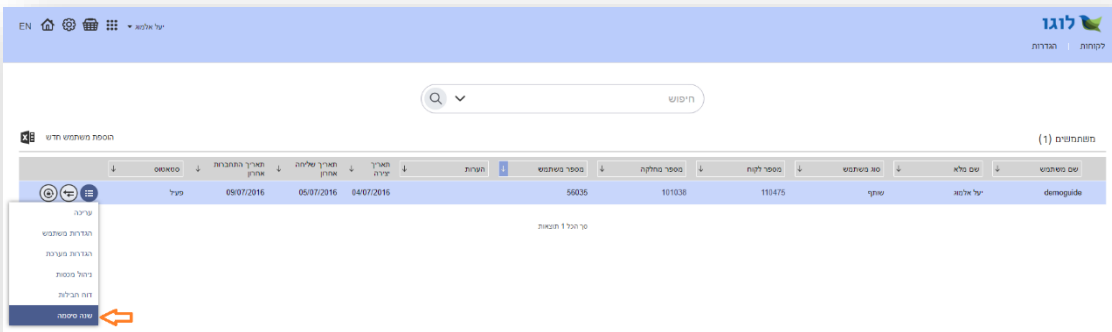 לוגו
יעל אלמוג
EN
לקוחות | הגדרות
חיפוש
משתמשים (1)
הוספת משתמש חדש
שם משתמש שם מלא סוג משתמש מספר לקוח מספר מחלקה מספר משתמש הערות תאריך יצירה תאריך שליחה אחרון תאריך התחברות אחרון סטאטוס
demoguide יעל אלמוג שותף 110475 101038 56035 04/07/2016 05/07/2016 09/07/2016 פעיל
סך הכל 1 תוצאות
עריכה
הגדרות משתמש
הגדרות מערכת
ניהול מכסות
דוח חבילות
שנה סיסמה